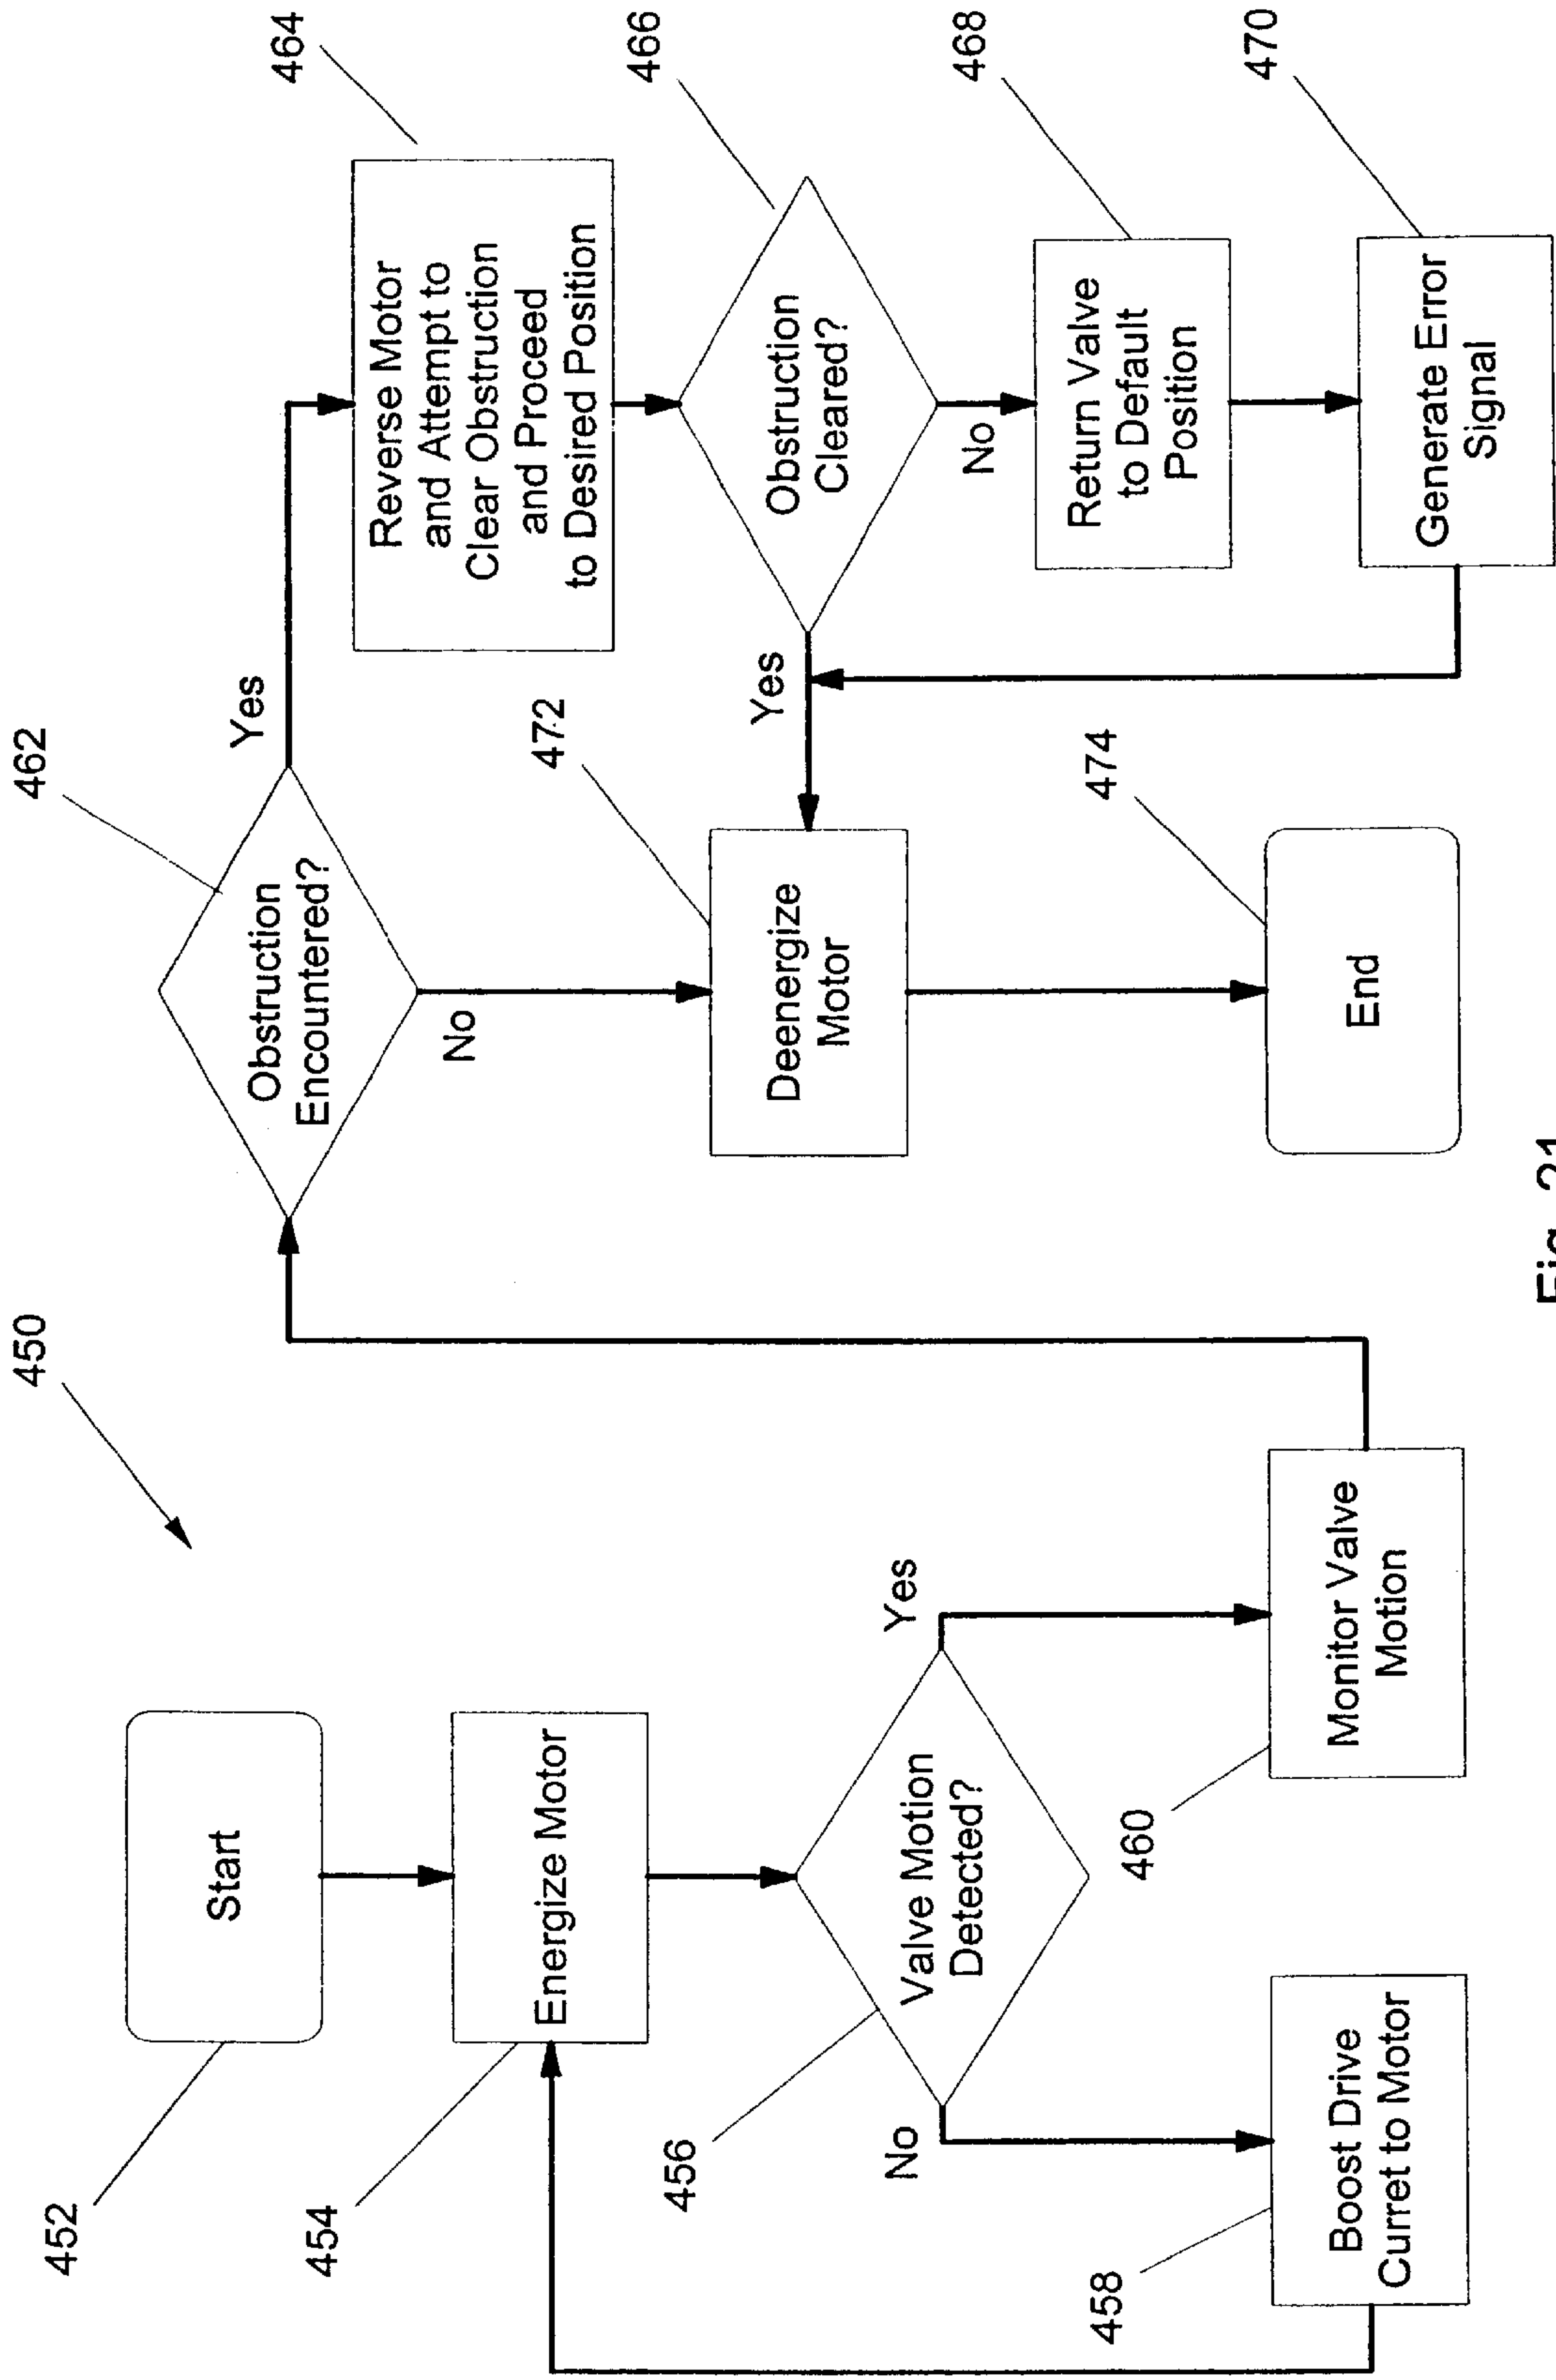 450
452
Start
454
Energize Motor
456
Valve Motion
Detected?
No
Yes
458
Boost Drive
Curret to Motor
460
Monitor Valve
Motion
462
Obstruction
Encountered?
Yes
No
464
Reverse Motor
and Attempt to
Clear Obstruction
and Proceed
to Desired Position
466
Obstruction
Cleared?
Yes
No
468
Return Valve
to Default
Position
470
Generate Error
Signal
472
Deenergize
Motor
474
End
Fig. 21